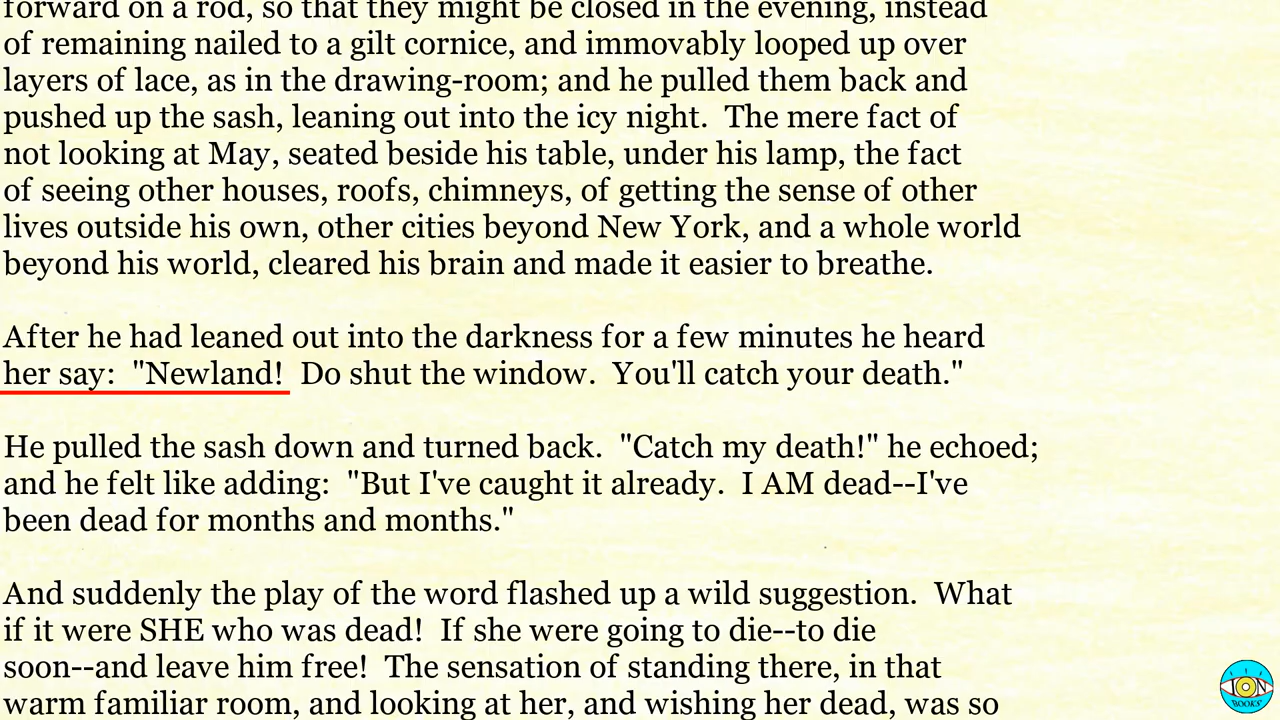 forward on a rod, so that they might be closed in the evening, instead
of remaining nailed to a gilt cornice, and immovably looped up over
layers of lace, as in the drawing-room; and he pulled them back and
pushed up the sash, leaning out into the icy night.  The mere fact of
not looking at May, seated beside his table, under his lamp, the fact
of seeing other houses, roofs, chimneys, of getting the sense of other
lives outside his own, other cities beyond New York, and a whole world
beyond his world, cleared his brain and made it easier to breathe.

After he had leaned out into the darkness for a few minutes he heard
her say:  "Newland!  Do shut the window.  You'll catch your death."

He pulled the sash down and turned back.  "Catch my death!" he echoed;
and he felt like adding:  "But I've caught it already.  I AM dead--I've
been dead for months and months."

And suddenly the play of the word flashed up a wild suggestion.  What
if it were SHE who was dead!  If she were going to die--to die
soon--and leave him free!  The sensation of standing there, in that
warm familiar room, and looking at her, and wishing her dead, was so
ION
BOOKS